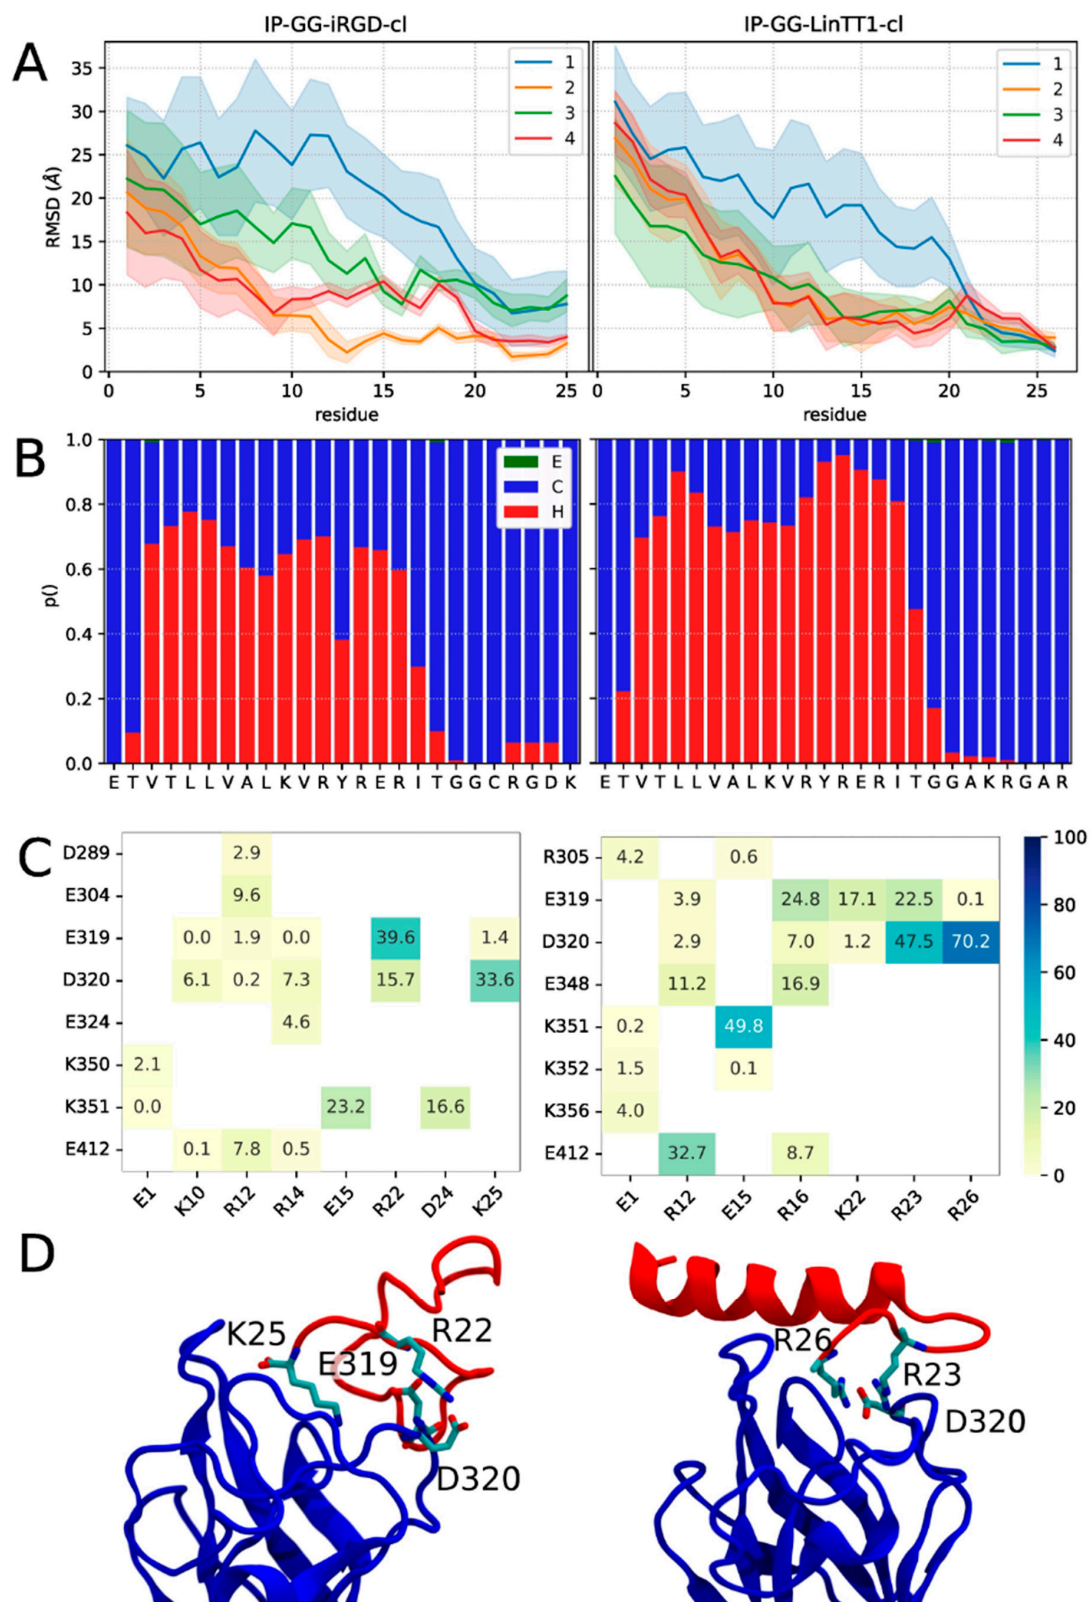 IP-GG-iRGD-cl IP-GG-LinTT1-cl
A
1
2
3
4
1
2
3
4
35
30
25
20
15
10
5
0
RMSD (Å)
0 5 10 15 20 25 0 5 10 15 20 25
residue residue
B
E
C
H
1.0
0.8
0.6
0.4
0.2
0.0
p()
E T V T L L V A L K V R Y R E R I T G G C R G D K
E T V T L L V A L K V R Y R E R I T G G A K R G A R
C
D289 2.9
E304 9.6
E319 0.0 1.9 0.0 39.6 1.4
D320 6.1 0.2 7.3 15.7 33.6
E324 4.6
K350 2.1
K351 0.0 23.2 16.6
E412 0.1 7.8 0.5
E1 K10 R12 R14 E15 R22 D24 K25
R305 4.2 0.6
E319 3.9 24.8 17.1 22.5 0.1
D320 2.9 7.0 1.2 47.5 70.2
E348 11.2 16.9
K351 0.2 49.8
K352 1.5 0.1
K356 4.0
E412 32.7 8.7
E1 R12 E15 R16 K22 R23 R26
100
80
60
40
20
0
D
K25
E319
R22
D320
R26
R23
D320